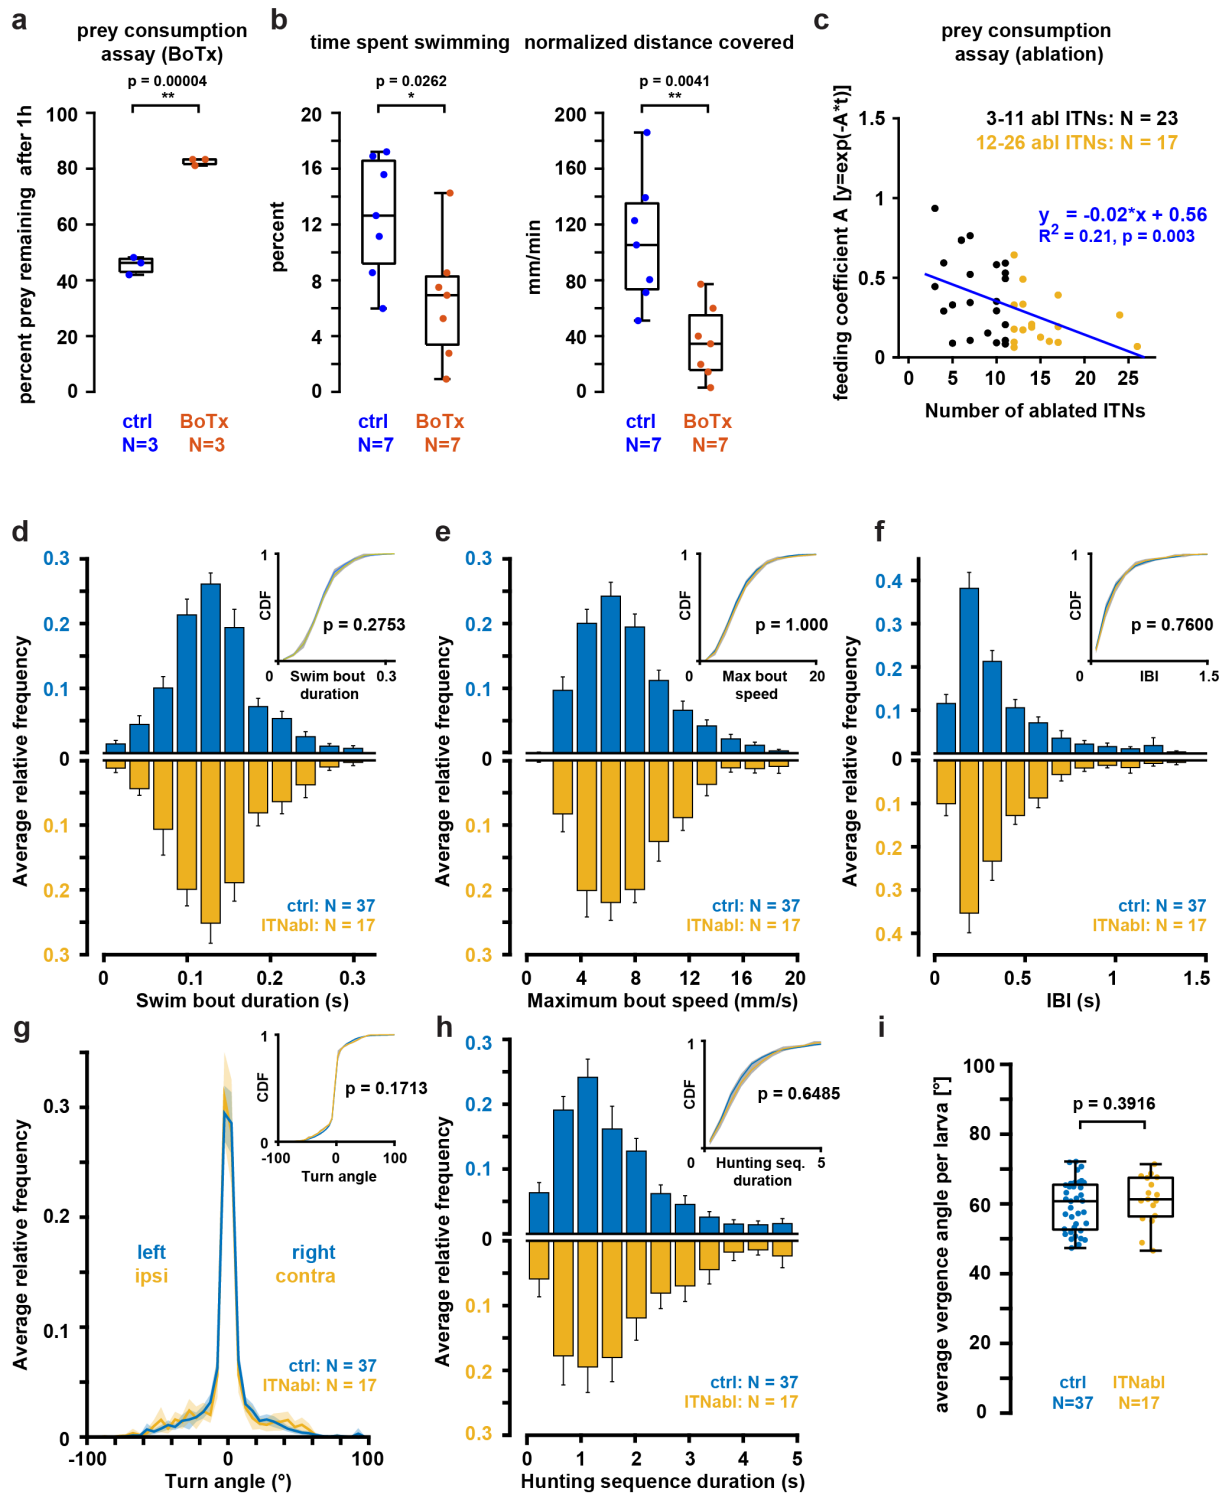 a
prey consumption
assay (BoTx)
p = 0.00004
**
percent prey remaining after 1h
100
80
60
40
20
0
ctrl
N=3
BoTx
N=3
b
time spent swimming
p = 0.0262
*
percent
20
16
12
8
4
0
ctrl
N=7
BoTx
N=7
normalized distance covered
p = 0.0041
**
mm/min
200
160
120
80
40
0
ctrl
N=7
BoTx
N=7
c
prey consumption
assay (ablation)
feeding coefficient A [y=exp(-A*t)]
1.5
1
0.5
0
3-11 abl ITNs: N = 23
12-26 abl ITNs: N = 17
y = -0.02*x + 0.56
R2 = 0.21, p = 0.003
0 5 10 15 20 25
Number of ablated ITNs
d
Average relative frequency
0.3
0.2
0.1
0
0.1
0.2
0.3
CDF
1
p = 0.2753
0 Swim bout 0.3
duration
ctrl: N = 37
ITNabl: N = 17
0 0.1 0.2 0.3
Swim bout duration (s)
e
Average relative frequency
0.3
0.2
0.1
0
0.1
0.2
0.3
CDF
1
p = 1.000
0 Max bout 20
speed
ctrl: N = 37
ITNabl: N = 17
0 4 8 12 16 20
Maximum bout speed (mm/s)
f
Average relative frequency
0.4
0.3
0.2
0.1
0
0.1
0.2
0.3
0.4
CDF
1
p = 0.7600
0 IBI 1.5
ctrl: N = 37
ITNabl: N = 17
0 0.5 1 1.5
IBI (s)
g
Average relative frequency
0.3
0.2
0.1
0
CDF
1
0
p = 0.1713
-100 0 100
Turn angle
left
ipsi
right
contra
ctrl: N = 37
ITNabl: N = 17
-100 0 100
Turn angle (°)
h
Average relative frequency
0.3
0.2
0.1
0
0.1
0.2
0.3
CDF
1
p = 0.6485
0 Hunting seq. 5
duration
ctrl: N = 37
ITNabl: N = 17
0 1 2 3 4 5
Hunting sequence duration (s)
i
average vergence angle per larva [°]
100
80
60
40
20
0
p = 0.3916
ctrl
N=37
ITNabl
N=17